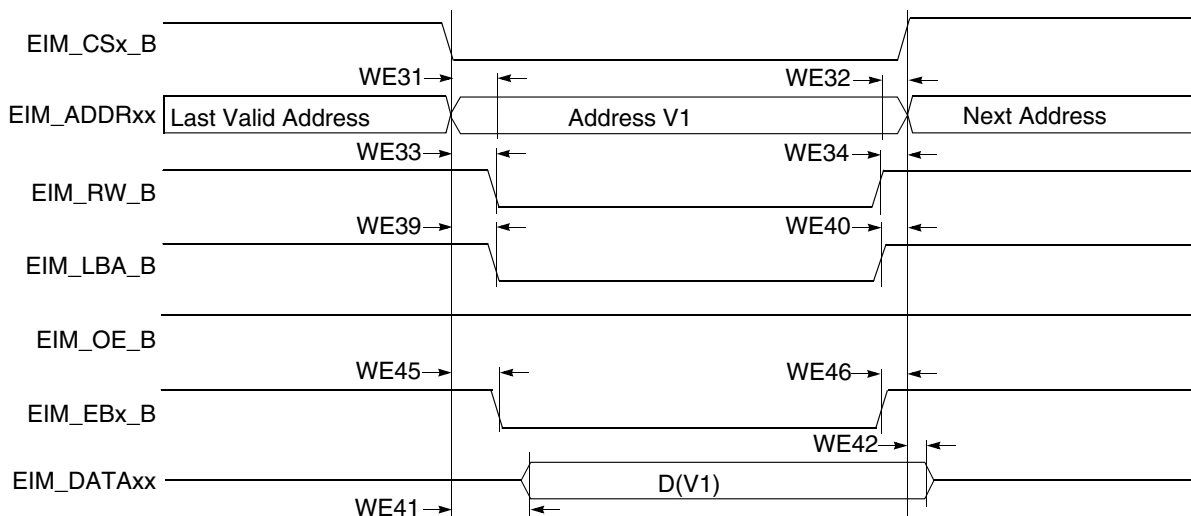 EIM_CSx_B
WE31
WE32
EIM_ADDRxx
Last Valid Address
Address V1
Next Address
WE33
WE34
EIM_RW_B
WE39
WE40
EIM_LBA_B
EIM_OE_B
WE45
WE46
EIM_EBx_B
WE42
EIM_DATAxx
D(V1)
WE41